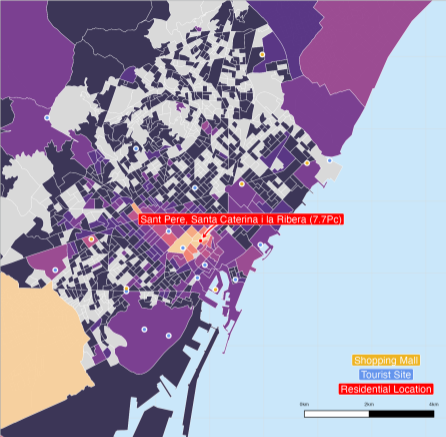 Sant Pere, Santa Caterina i la Ribera (7.7Pc)
Shopping Mall
Tourist Site
Residential Location
0km 2km 4km